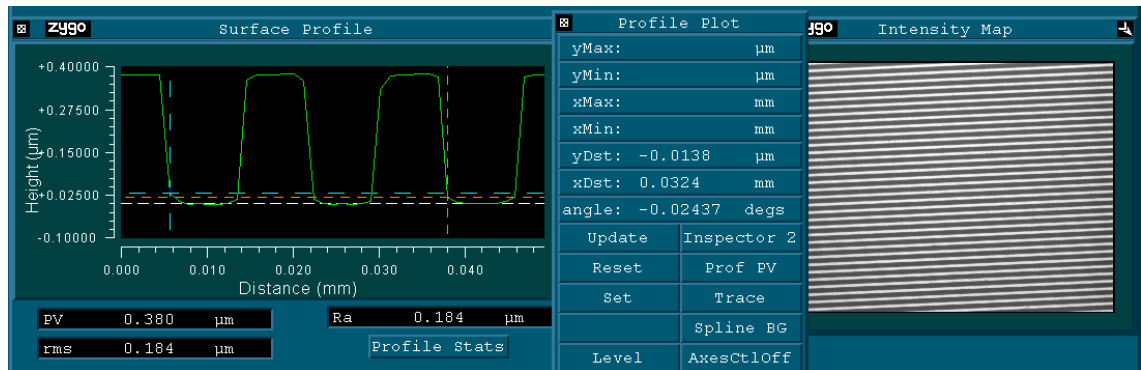 zygo Surface Profile
+0.40000
+0.27500
+0.15000
+0.02500
-0.10000
Height (µm)
0.000 0.010 0.020 0.030 0.040
Distance (mm)
PV 0.380 µm
Ra 0.184 µm
rms 0.184 µm
Profile Stats
Profile Plot
yMax: µm
yMin: µm
xMax: mm
xMin: mm
yDst: -0.0138 µm
xDst: 0.0324 mm
angle: -0.02437 degs
Update Inspector 2
Reset Prof PV
Set Trace
Spline BG
Level AxesCtlOff
ygo Intensity Map